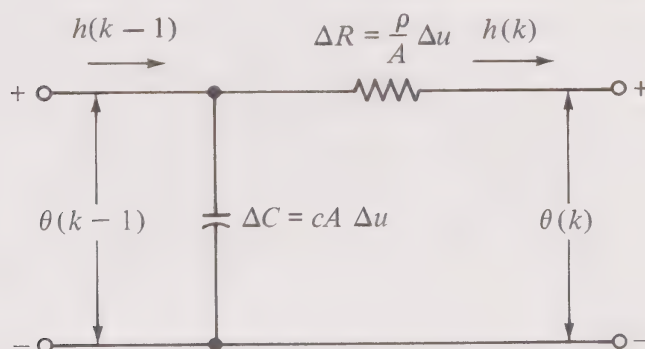 h(k − 1)
ΔR = ρ/A Δu
h(k)
+
+
θ(k − 1)
ΔC = cA Δu
θ(k)
−
−